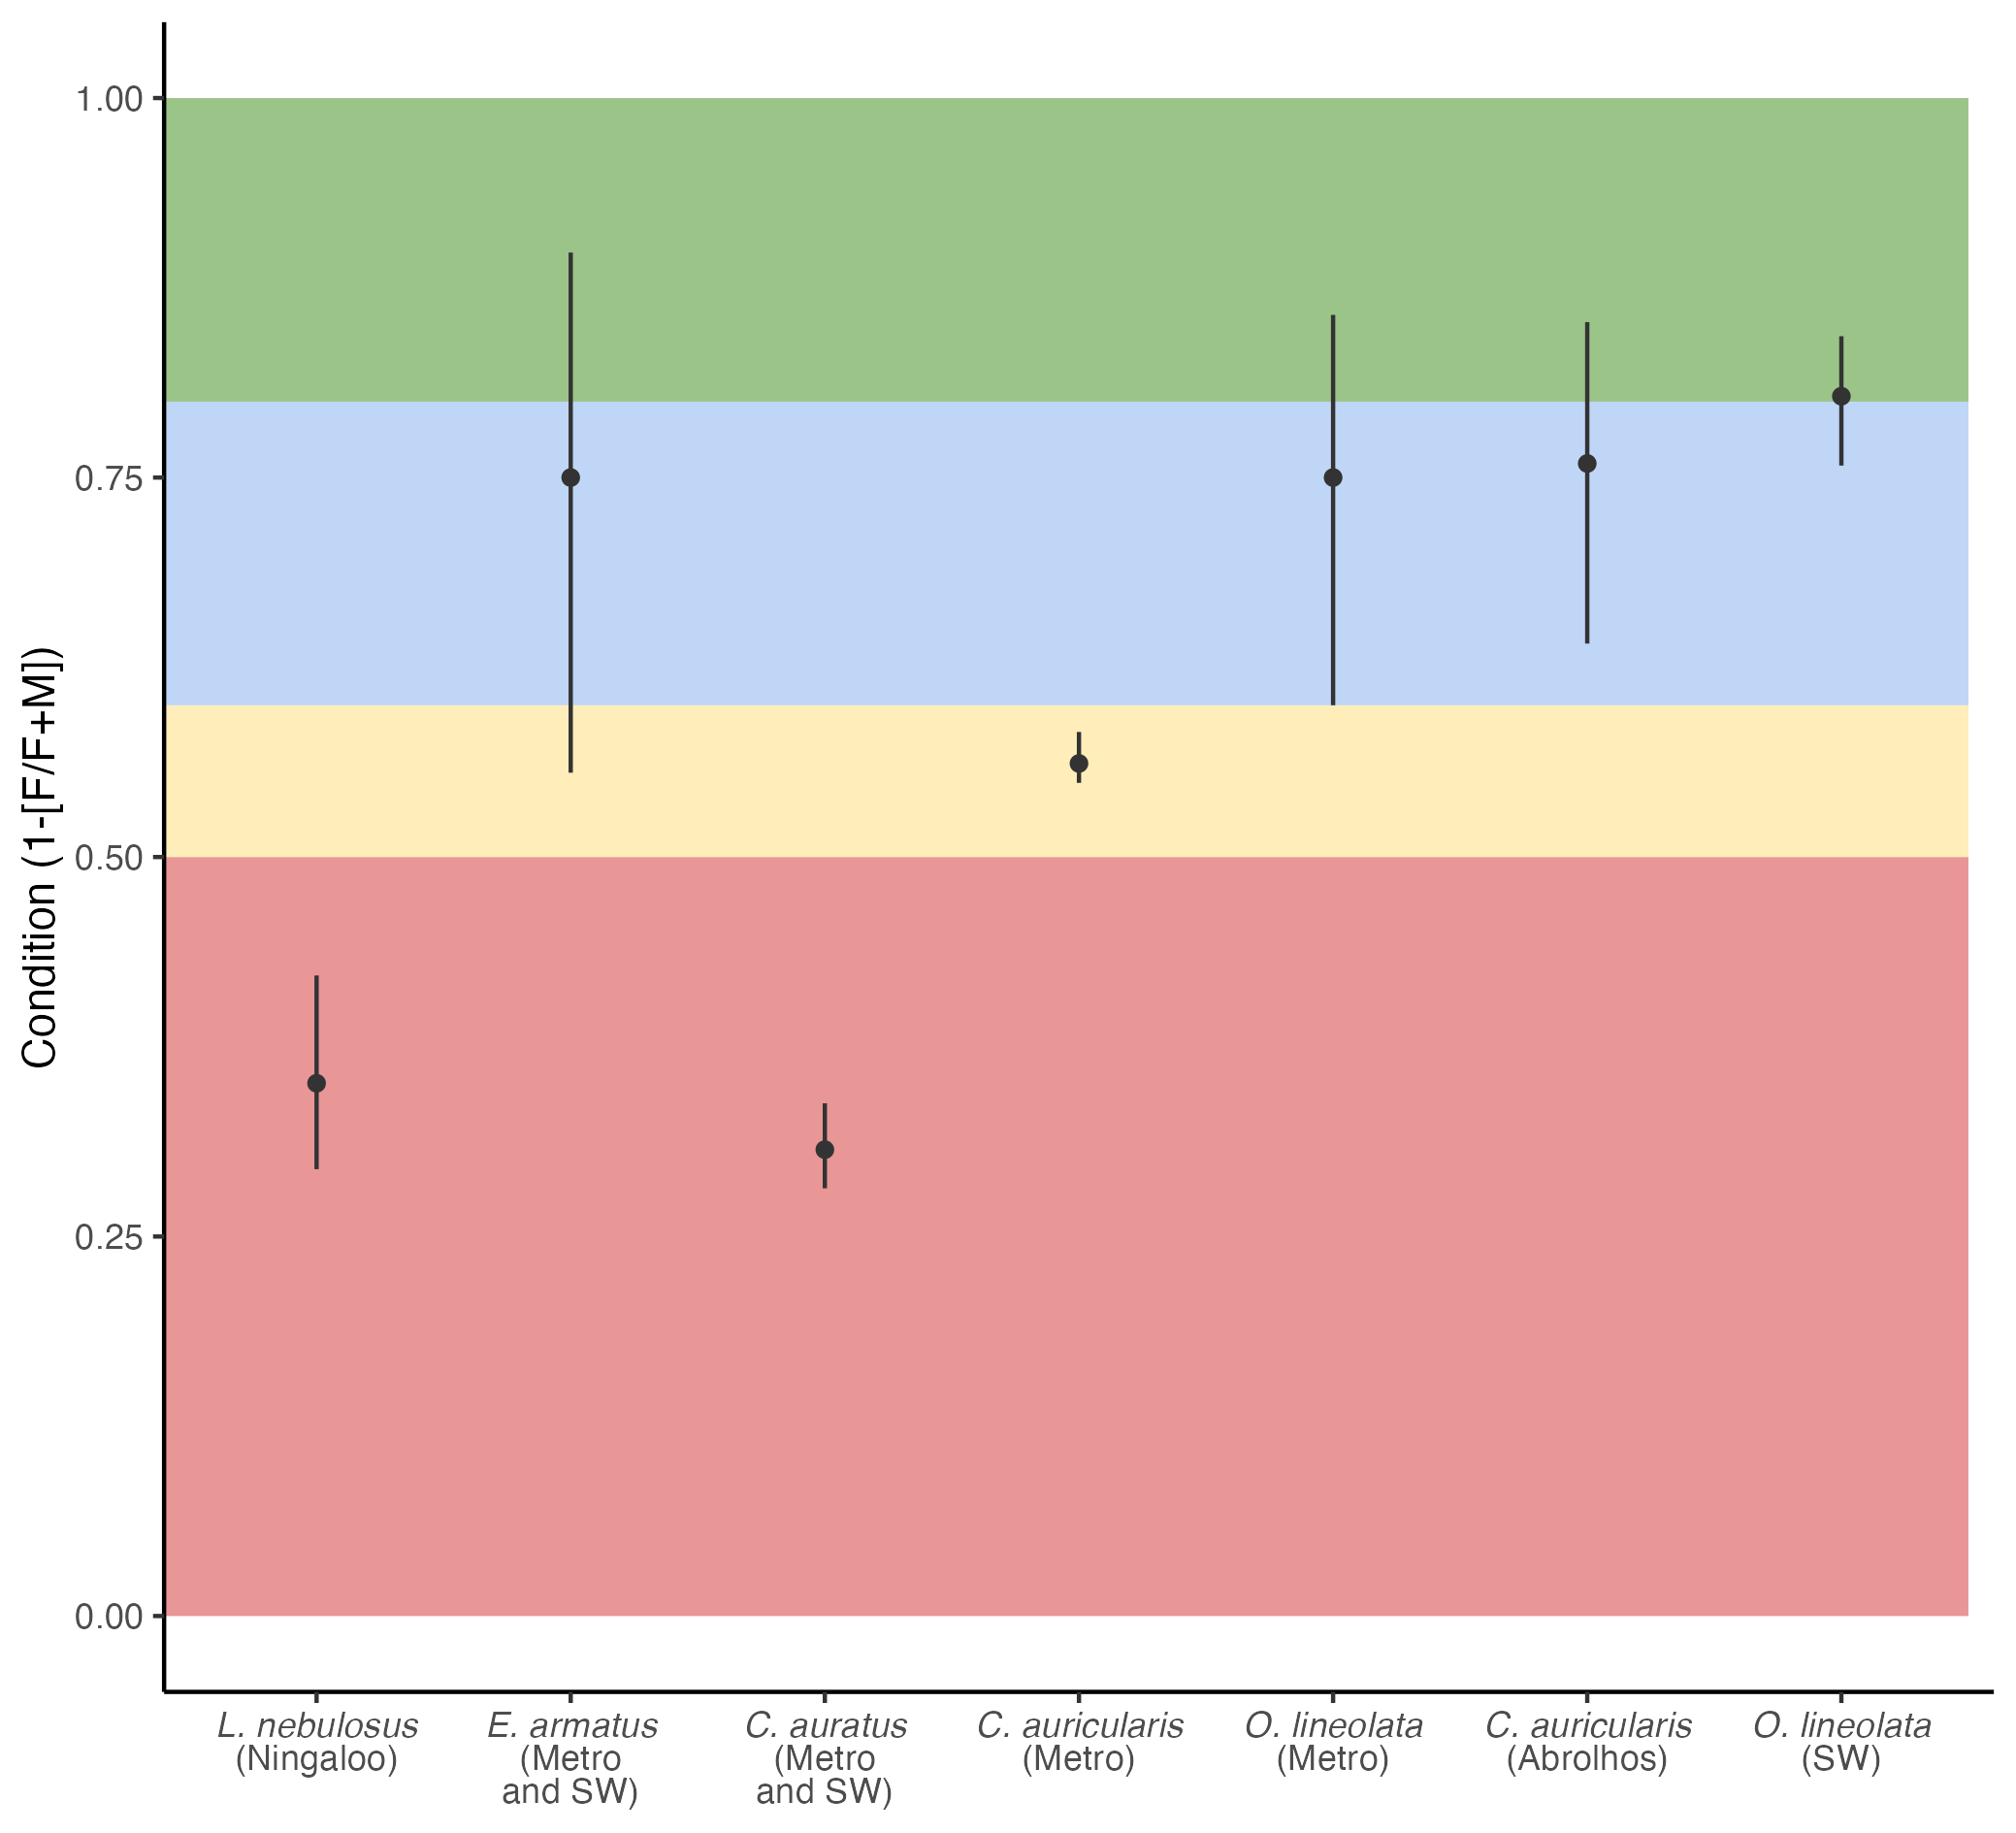 Condition (1-[F/F+M])
1.00
0.75
0.50
0.25
0.00
L. nebulosus
(Ningaloo)
E. armatus
(Metro
and SW)
C. auratus
(Metro
and SW)
C. auricularis
(Metro)
O. lineolata
(Metro)
C. auricularis
(Abrolhos)
O. lineolata
(SW)